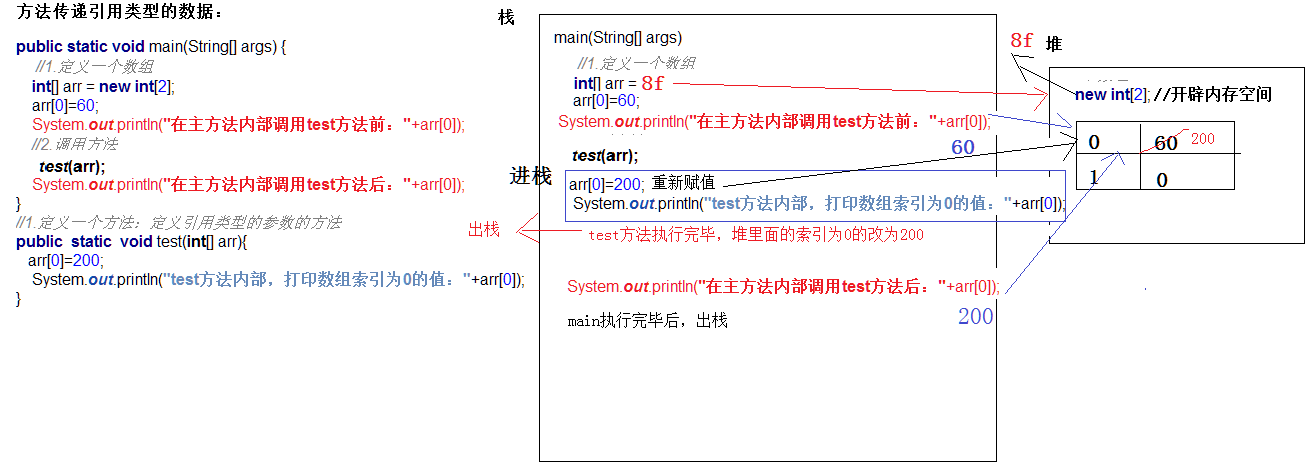 方法传递引用类型的数据：
public static void main(String[] args) {
//1.定义一个数组
int[] arr = new int[2];
arr[0]=60;
System.out.println("在主方法内部调用test方法前："+arr[0]);
//2.调用方法
test(arr);
System.out.println("在主方法内部调用test方法后："+arr[0]);
}
//1.定义一个方法：定义引用类型的参数的方法
public static void test(int[] arr){
arr[0]=200;
System.out.println("test方法内部，打印数组索引为0的值："+arr[0]);
}
栈
main(String[] args)
//1.定义一个数组
int[] arr = 8f
arr[0]=60;
System.out.println("在主方法内部调用test方法前："+arr[0]);
60
test(arr);
进栈
arr[0]=200; 重新赋值
System.out.println("test方法内部，打印数组索引为0的值："+arr[0]);
出栈
test方法执行完毕，堆里面的索引为0的改为200
System.out.println("在主方法内部调用test方法后："+arr[0]);
200
main执行完毕后，出栈
8f 堆
new int[2]; //开辟内存空间
0 60 200
1 0